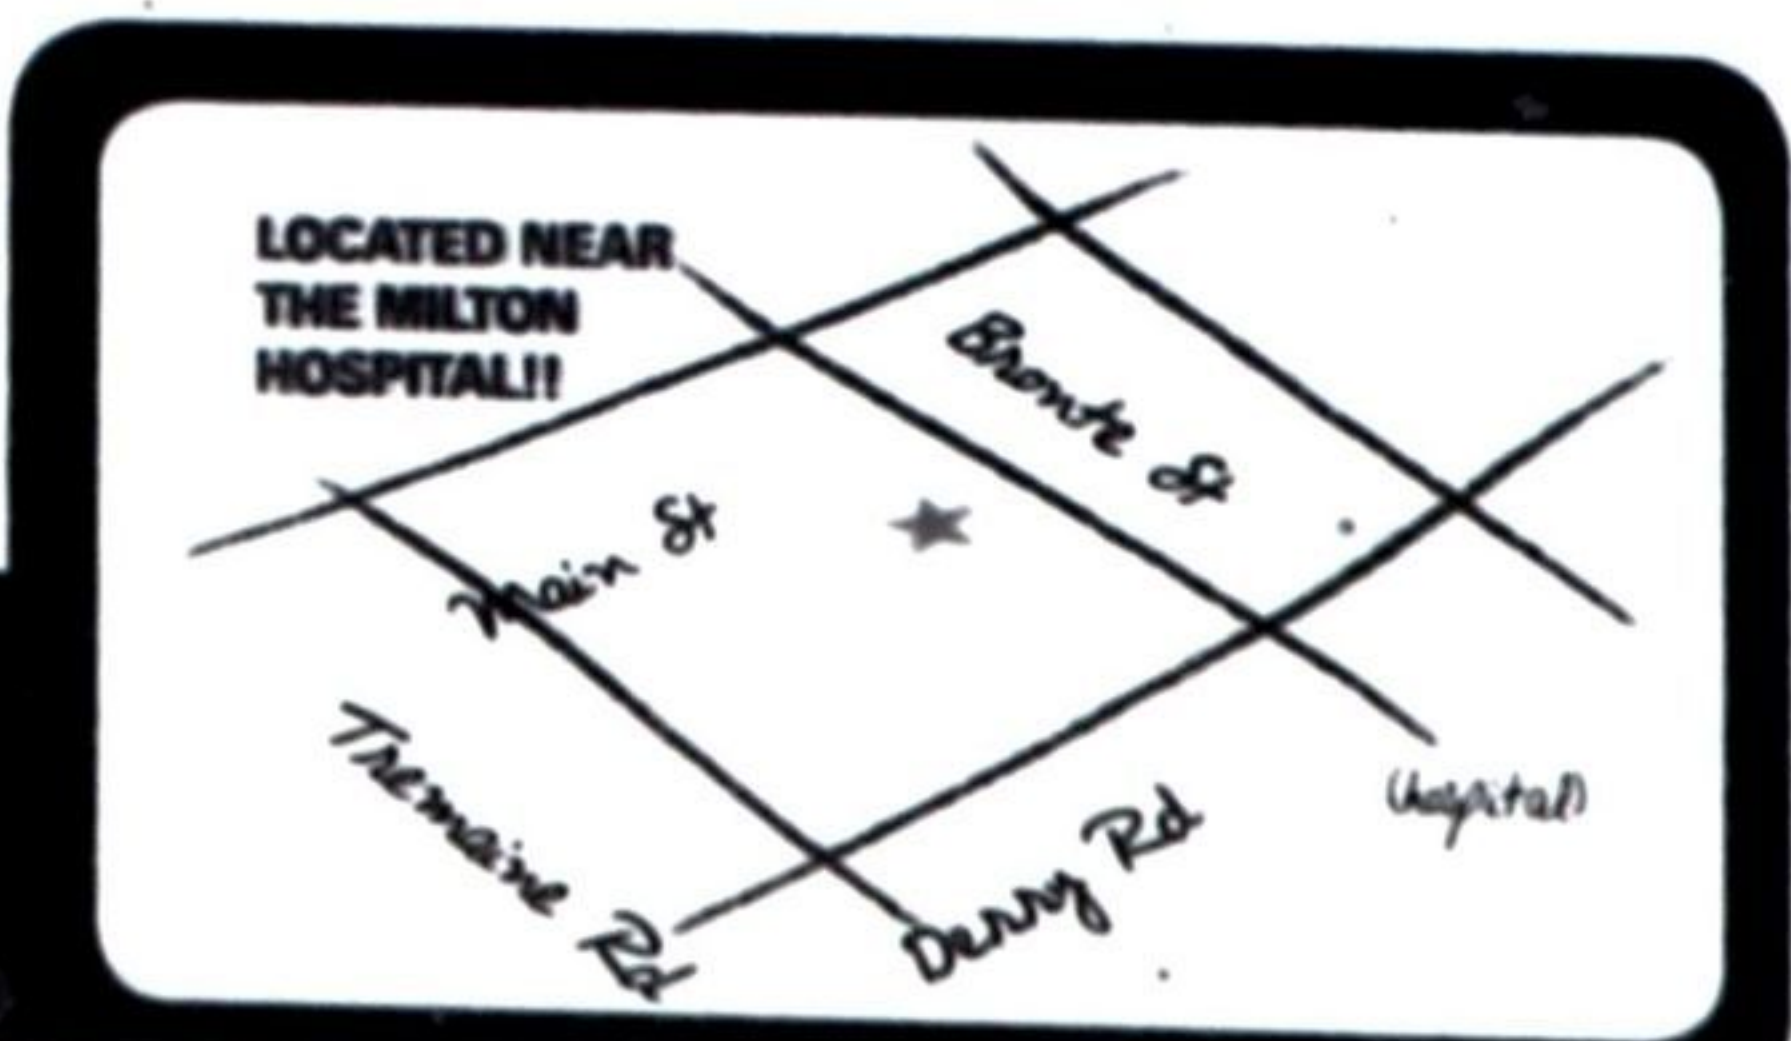 LOCATED NEAR
THE MILTON
HOSPITAL!!
Bronte St
Main St
Tremaine Rd
Derry Rd
(hospital)